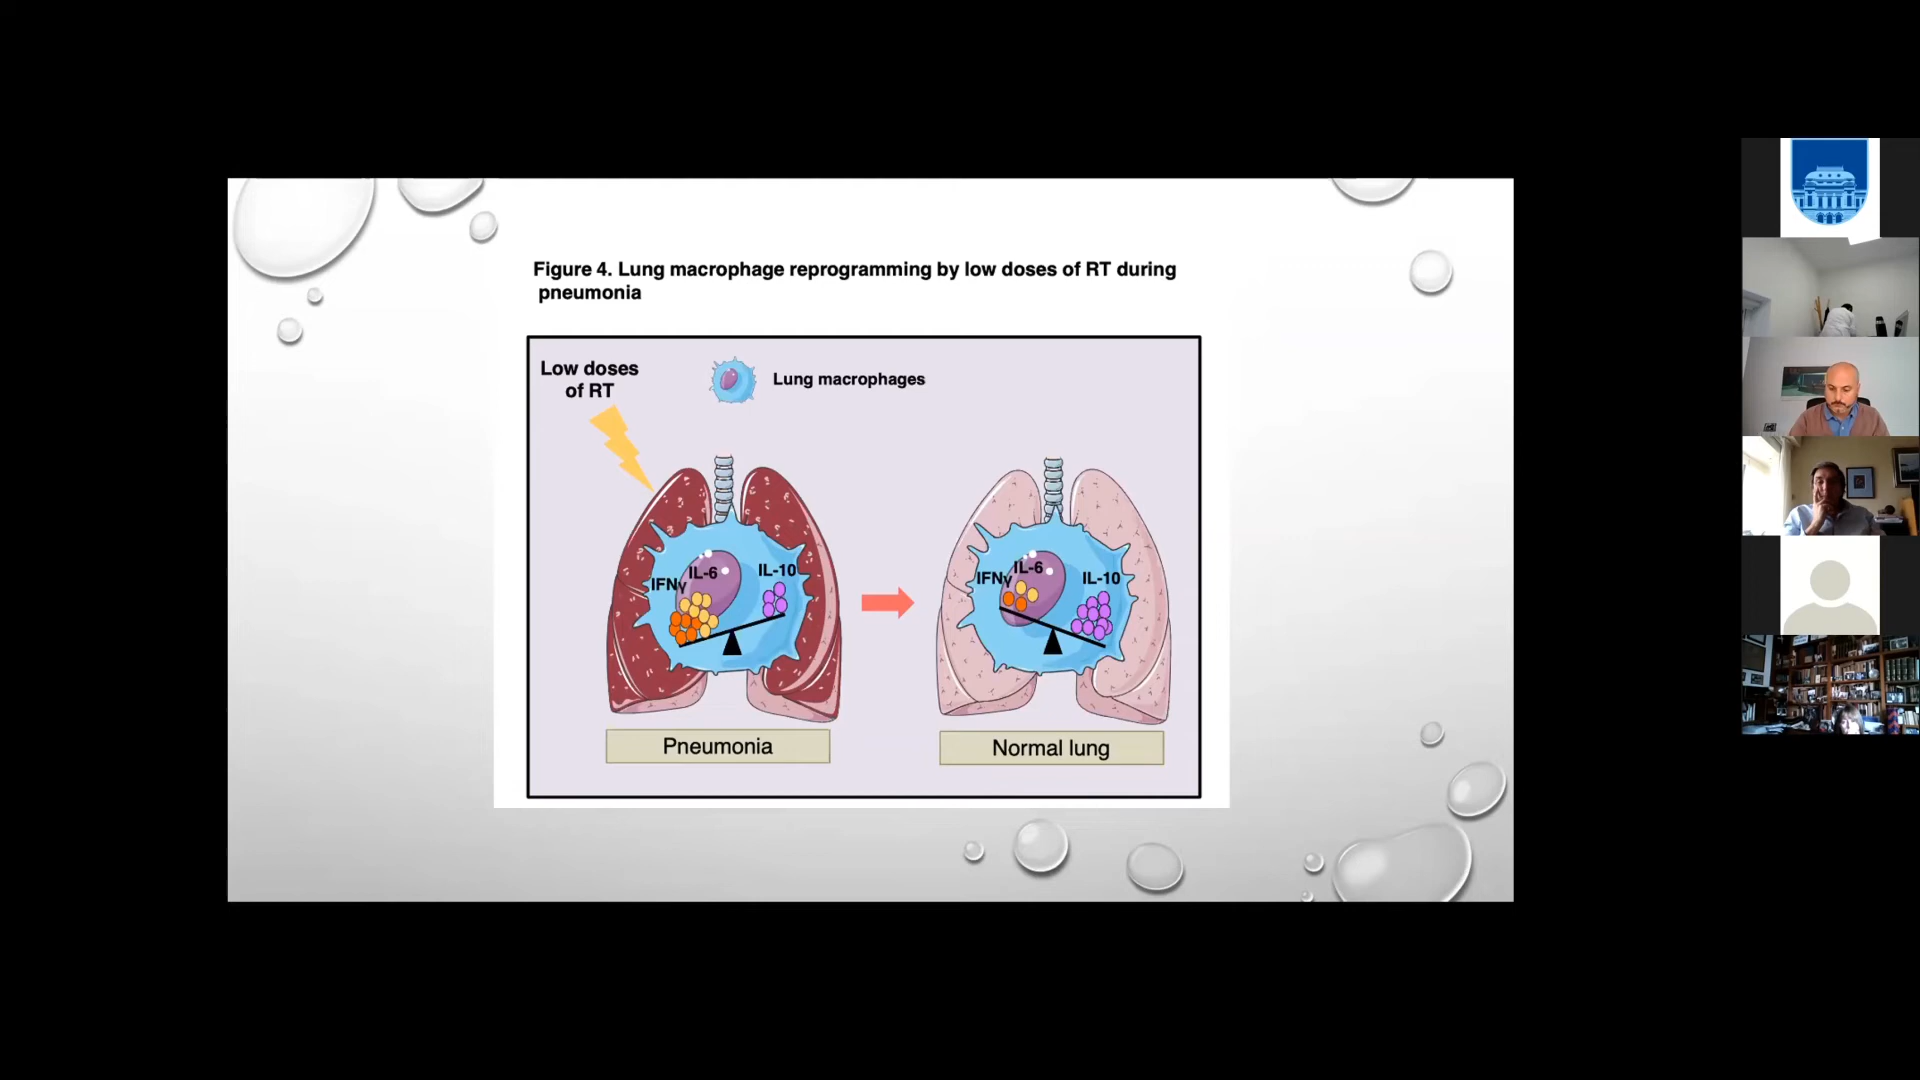 Figure 4. Lung macrophage reprogramming by low doses of RT during
pneumonia
Low doses
of RT
Lung macrophages
IFNγ
IL-6
IL-10
IFNγ
IL-6
IL-10
Pneumonia
Normal lung